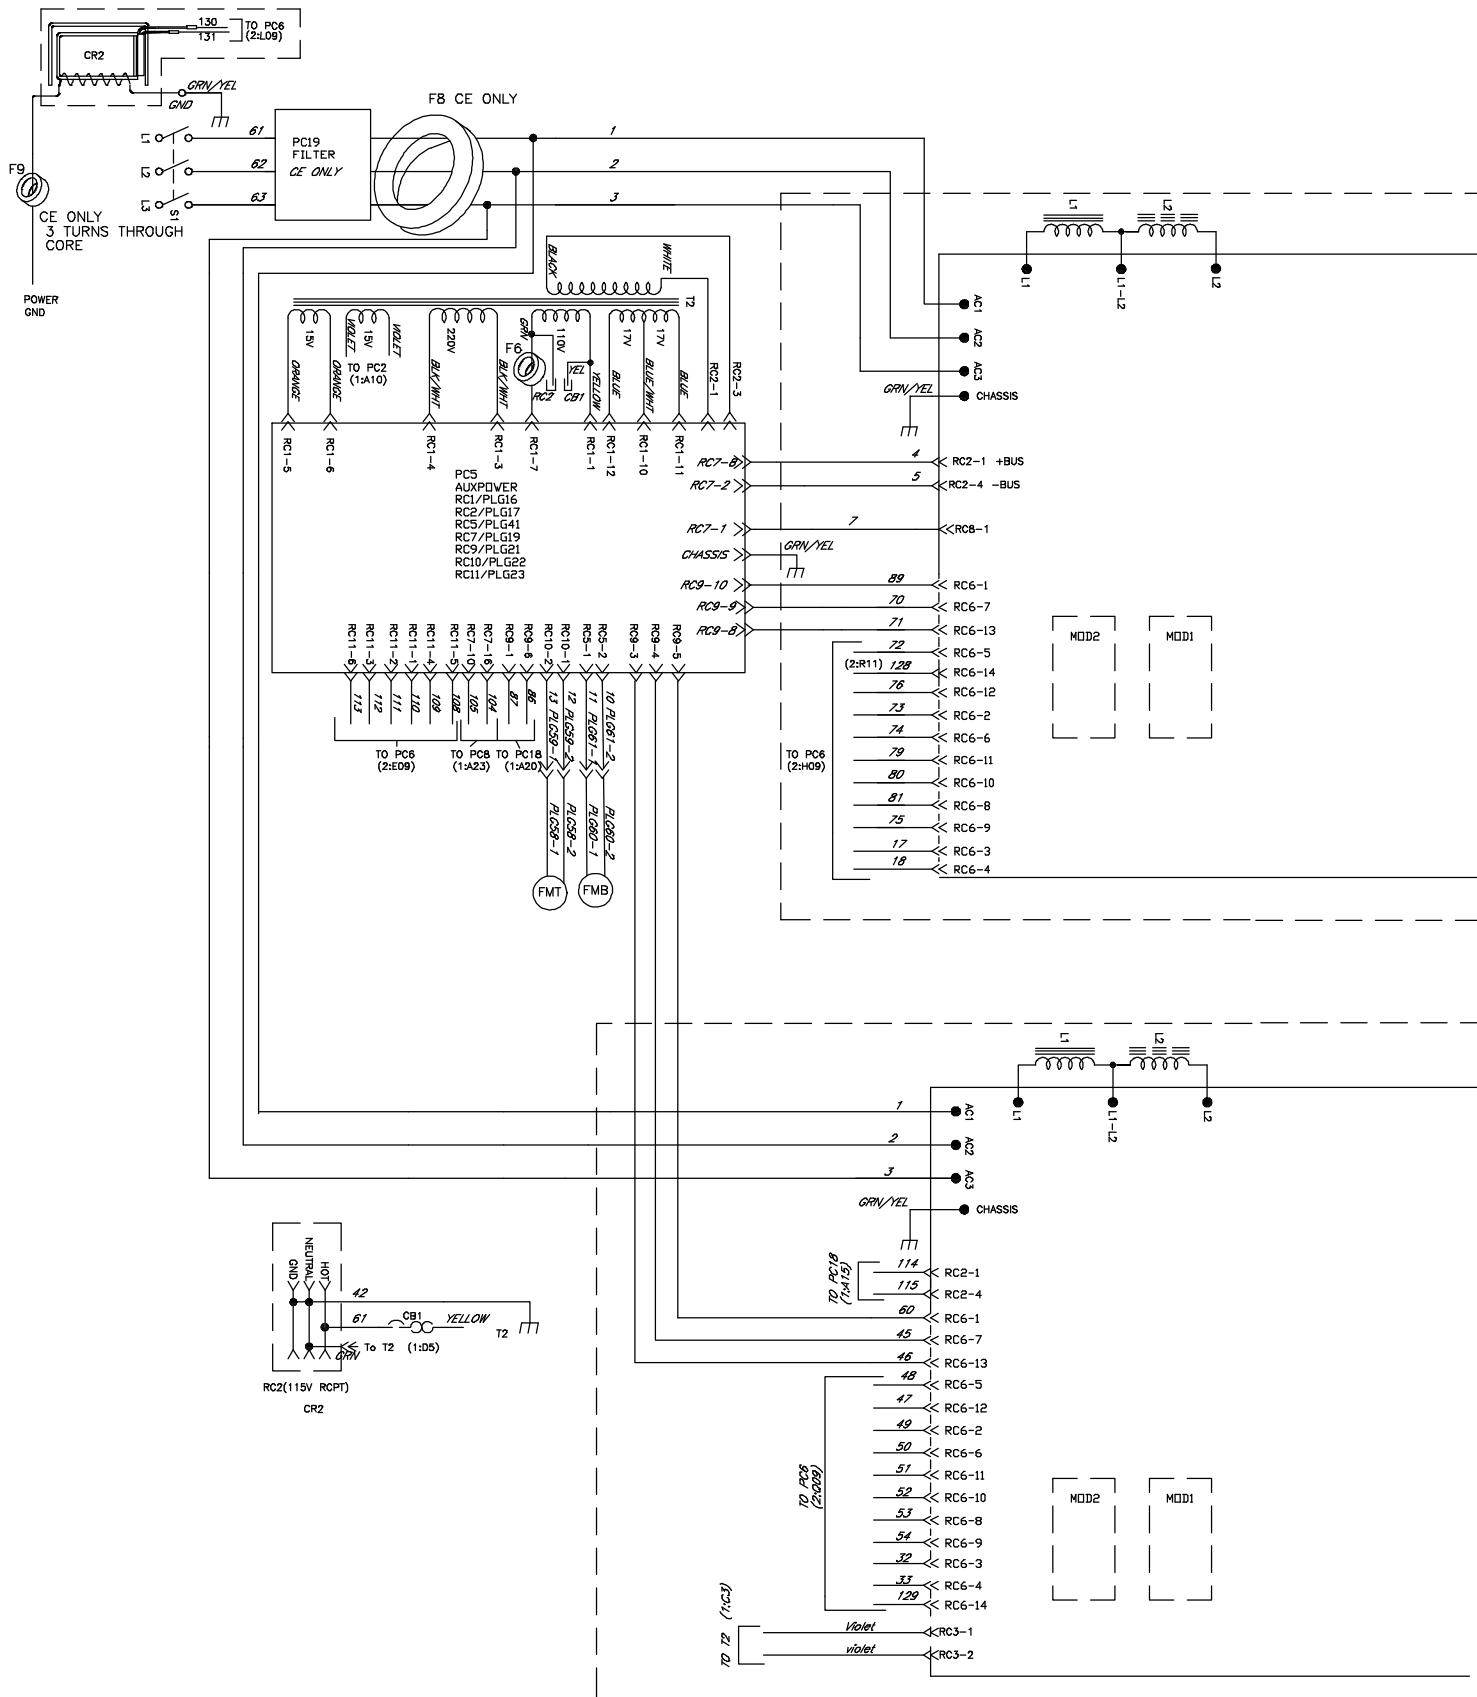 130
131
TO PC6
(2:L09)
CR2
GRN/YEL
GND
F9
CE ONLY
3 TURNS THROUGH
CORE
POWER
GND
L1
L2
L3
S1
61
62
63
PC19
FILTER
CE ONLY
F8 CE ONLY
1
2
3
BLACK
WHITE
T2
15V
15V
220V
110V
17V
17V
VIOLET
VIOLET
TO PC2
(1:A10)
ORANGE
ORANGE
BLK/WHT
BLK/WHT
GRN
F6
YEL
RC2
CB1
YELLOW
BLUE
BLUE/WHT
BLUE
RC2-1
RC2-3
RC1-5
RC1-6
RC1-4
RC1-3
RC1-7
RC1-1
RC1-12
RC1-10
RC1-11
PC5
AUXPOWER
RC1/PLG16
RC2/PLG17
RC5/PLG41
RC7/PLG19
RC9/PLG21
RC10/PLG22
RC11/PLG23
RC7-8
RC7-2
RC7-1
CHASSIS
RC9-10
RC9-9
RC9-8
GRN/YEL
RC11-6
RC11-3
RC11-2
RC11-1
RC11-4
RC11-5
RC7-10
RC7-16
RC9-1
RC9-6
RC10-2
RC10-1
RC5-1
RC5-2
RC9-3
RC9-4
RC9-5
113
112
111
110
109
108
105
104
87
86
13 PLG59-1
12 PLG59-2
11 PLG61-1
10 PLG61-2
TO PC6
(2:E09)
TO PC8
(1:A23)
TO PC18
(1:A20)
PLG58-1
PLG58-2
PLG60-1
PLG60-2
FMT
FMB
L1
L2
L1
L1-L2
L2
AC1
AC2
AC3
GRN/YEL
CHASSIS
4
RC2-1 +BUS
5
RC2-4 -BUS
7
RC8-1
89
RC6-1
70
RC6-7
71
RC6-13
72
RC6-5
(2:R11)
128
RC6-14
76
RC6-12
73
RC6-2
74
RC6-6
79
RC6-11
80
RC6-10
81
RC6-8
75
RC6-9
17
RC6-3
18
RC6-4
TO PC6
(2:H09)
MOD2
MOD1
L1
L2
L1
L1-L2
L2
1
AC1
2
AC2
3
AC3
GRN/YEL
CHASSIS
TO PC18
(1:A15)
114
RC2-1
115
RC2-4
60
RC6-1
45
RC6-7
46
RC6-13
48
RC6-5
47
RC6-12
49
RC6-2
50
RC6-6
51
RC6-11
52
RC6-10
53
RC6-8
54
RC6-9
32
RC6-3
33
RC6-4
129
RC6-14
TO PC6
(2:G09)
MOD2
MOD1
TO T2
(1:C3)
Violet
RC3-1
violet
RC3-2
GND
NEUTRAL
HOT
42
61
CB1
YELLOW
T2
To T2
(1:D5)
GRN
RC2(115V RCPT)
CR2